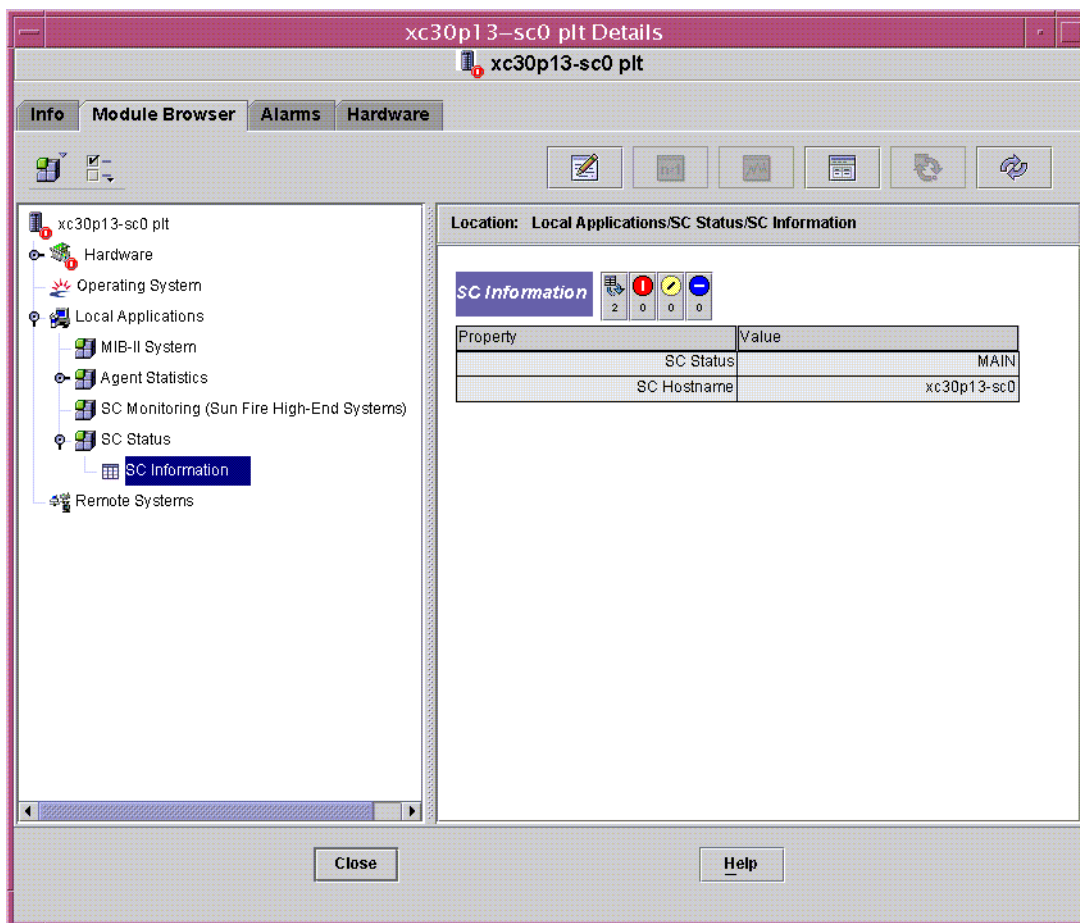 xc30p13–sc0 plt Details
xc30p13-sc0 plt
Info Module Browser Alarms Hardware
n=1
xc30p13-sc0 plt
Hardware
Operating System
Local Applications
MIB-II System
Agent Statistics
SC Monitoring (Sun Fire High-End Systems)
SC Status
SC Information
Remote Systems
Location: Local Applications/SC Status/SC Information
SC Information
2 0 0 0
Property Value
SC Status MAIN
SC Hostname xc30p13-sc0
Close Help